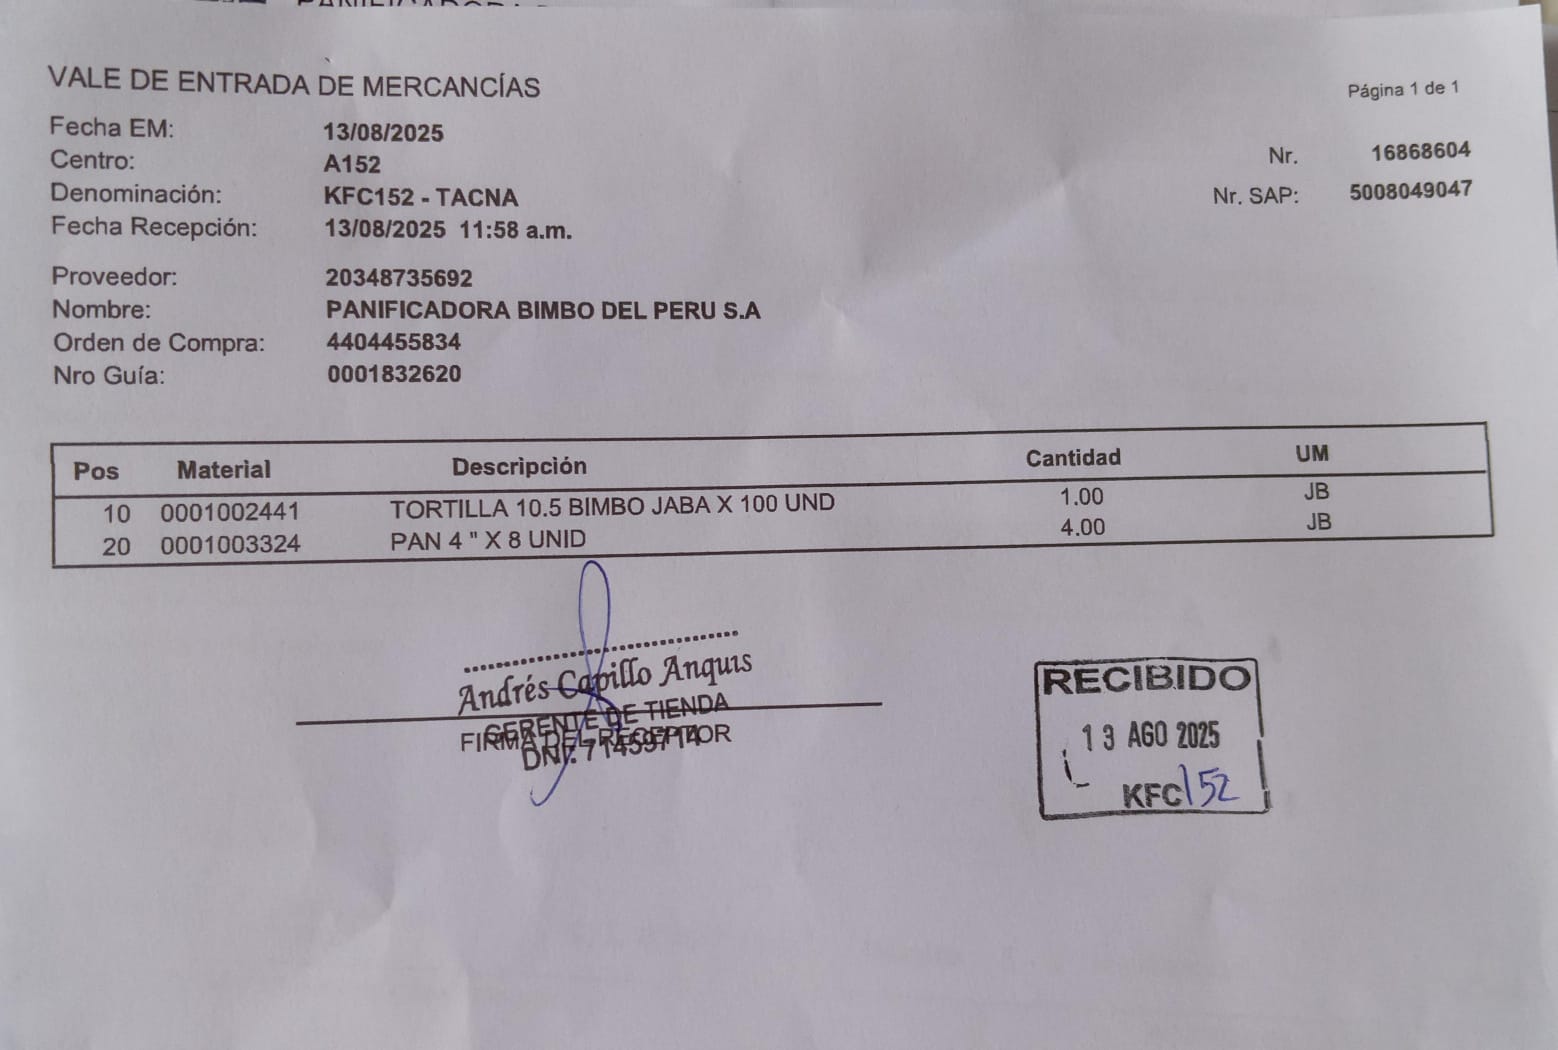 VALE DE ENTRADA DE MERCANCÍAS
Página 1 de 1
Fecha EM: 13/08/2025
Centro: A152
Nr. 16868604
Denominación: KFC152 - TACNA
Nr. SAP: 5008049047
Fecha Recepción: 13/08/2025 11:58 a.m.
Proveedor: 20348735692
Nombre: PANIFICADORA BIMBO DEL PERU S.A
Orden de Compra: 4404455834
Nro Guía: 0001832620
Pos Material Descripción Cantidad UM
10 0001002441 TORTILLA 10.5 BIMBO JABA X 100 UND 1.00 JB
20 0001003324 PAN 4 " X 8 UNID 4.00 JB
Andrés Capillo Anquis
GERENTE DE TIENDA
FIRMA DEL RECEPTOR
DNI. 71459714
RECIBIDO
13 AGO 2025
KFC 152